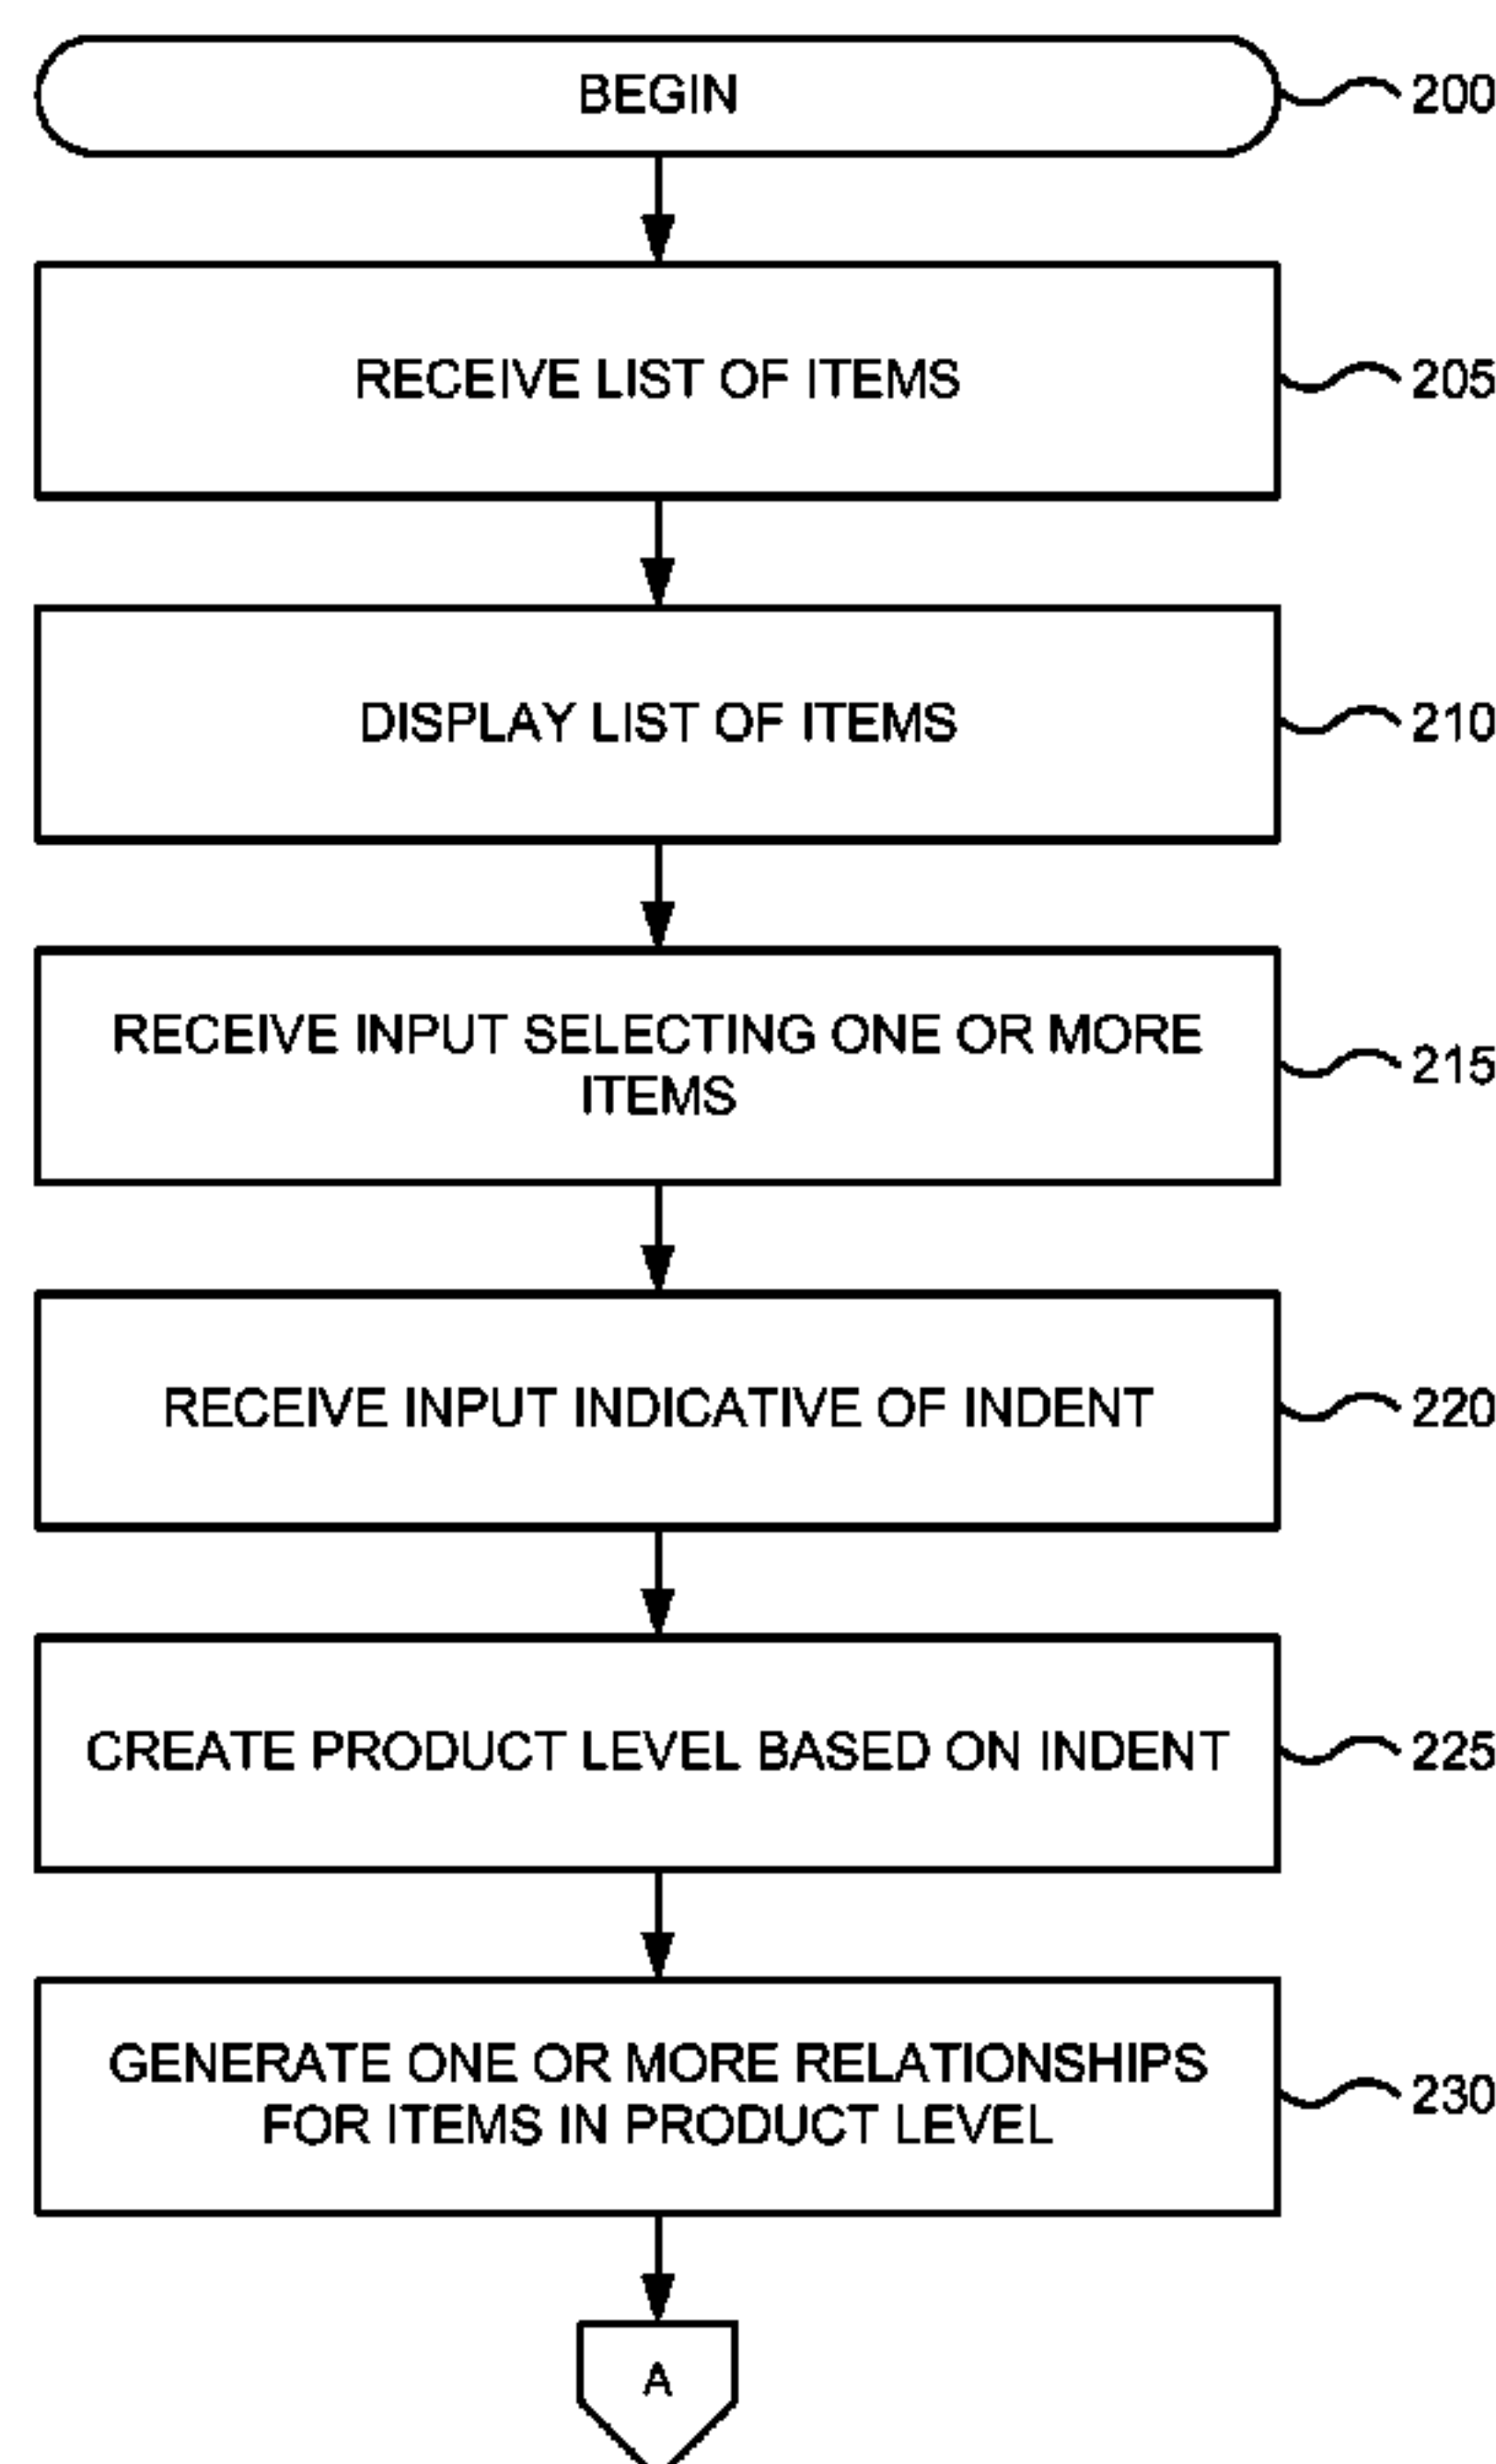 BEGIN
200
RECEIVE LIST OF ITEMS
205
DISPLAY LIST OF ITEMS
210
RECEIVE INPUT SELECTING ONE OR MORE
ITEMS
215
RECEIVE INPUT INDICATIVE OF INDENT
220
CREATE PRODUCT LEVEL BASED ON INDENT
225
GENERATE ONE OR MORE RELATIONSHIPS
FOR ITEMS IN PRODUCT LEVEL
230
A